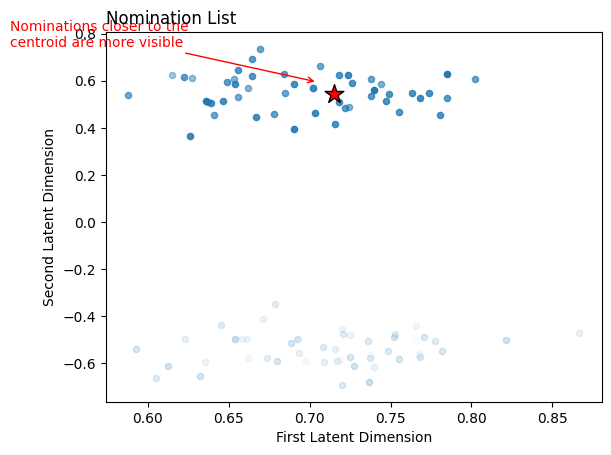 Nomination List
Nominations closer to the
centroid are more visible
0.8
0.6
0.4
0.2
0.0
−0.2
−0.4
−0.6
Second Latent Dimension
0.60 0.65 0.70 0.75 0.80 0.85
First Latent Dimension